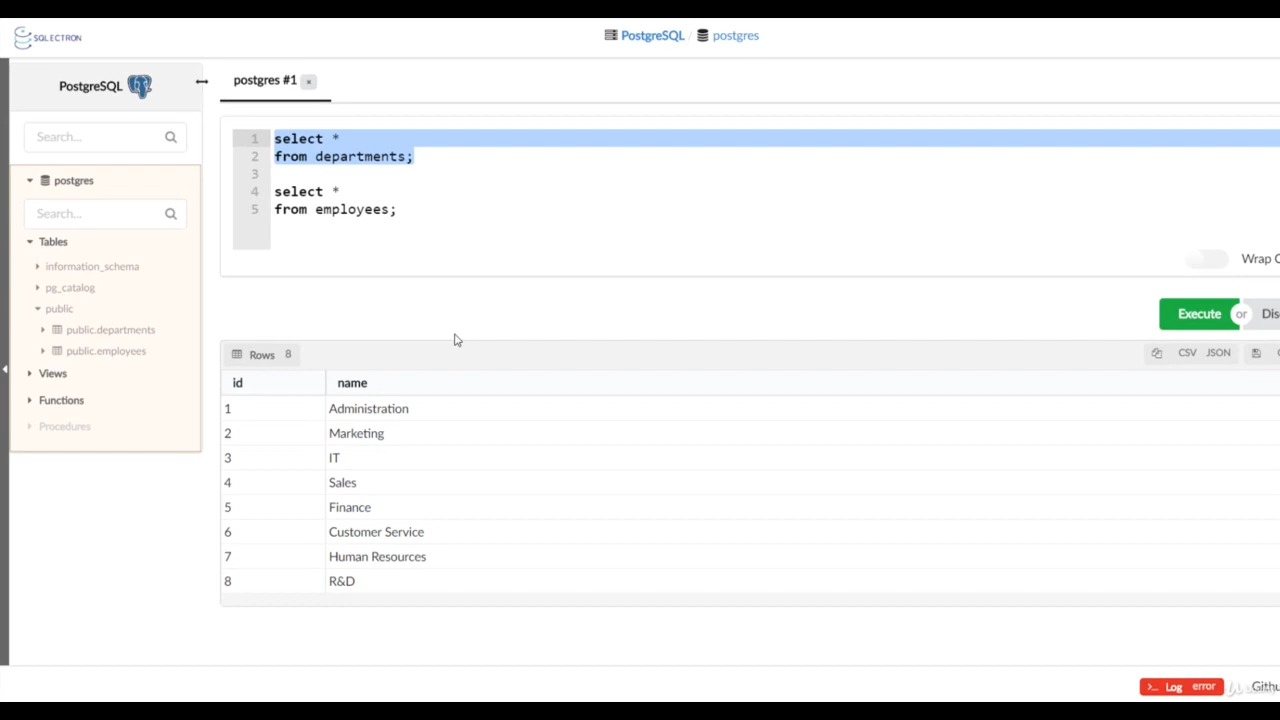 SQLECTRON
PostgreSQL / postgres
PostgreSQL
postgres #1 ×
Search...
postgres
Search...
Tables
information_schema
pg_catalog
public
public.departments
public.employees
Views
Functions
Procedures
1 select *
2 from departments;
3
4 select *
5 from employees;
Wrap
Execute or
Rows 8
CSV JSON
id name
1 Administration
2 Marketing
3 IT
4 Sales
5 Finance
6 Customer Service
7 Human Resources
8 R&D
>_ Log error